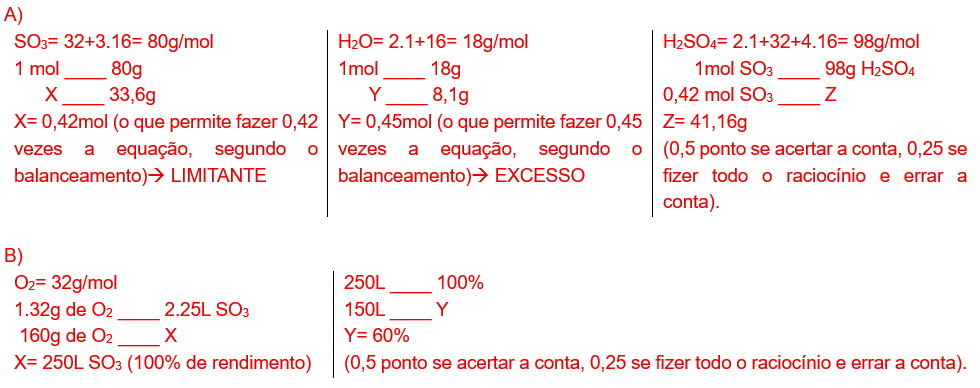 A)
SO₃= 32+3.16= 80g/mol
1 mol ____ 80g
X ____ 33,6g
X= 0,42mol (o que permite fazer 0,42
vezes a equação, segundo o
balanceamento)→ LIMITANTE
H₂O= 2.1+16= 18g/mol
1mol ____ 18g
Y ____ 8,1g
Y= 0,45mol (o que permite fazer 0,45
vezes a equação, segundo o
balanceamento)→ EXCESSO
H₂SO₄= 2.1+32+4.16= 98g/mol
1mol SO₃ ____ 98g H₂SO₄
0,42 mol SO₃ ____ Z
Z= 41,16g
(0,5 ponto se acertar a conta, 0,25 se
fizer todo o raciocínio e errar a
conta).
B)
O₂= 32g/mol
1.32g de O₂ ____ 2.25L SO₃
160g de O₂ ____ X
X= 250L SO₃ (100% de rendimento)
250L ____ 100%
150L ____ Y
Y= 60%
(0,5 ponto se acertar a conta, 0,25 se fizer todo o raciocínio e errar a conta).